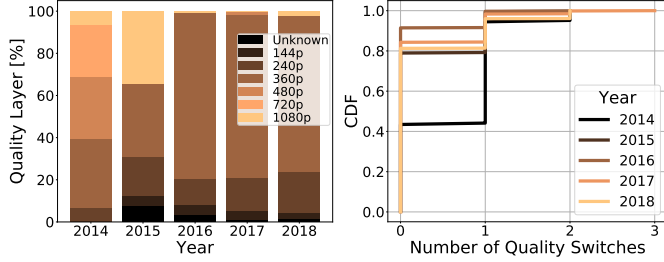 Quality Layer [%]
100
80
60
40
20
0
2014 2015 2016 2017 2018
Year
Unknown
144p
240p
360p
480p
720p
1080p
CDF
1.0
0.8
0.6
0.4
0.2
0.0
0 1 2 3
Number of Quality Switches
Year
2014
2015
2016
2017
2018